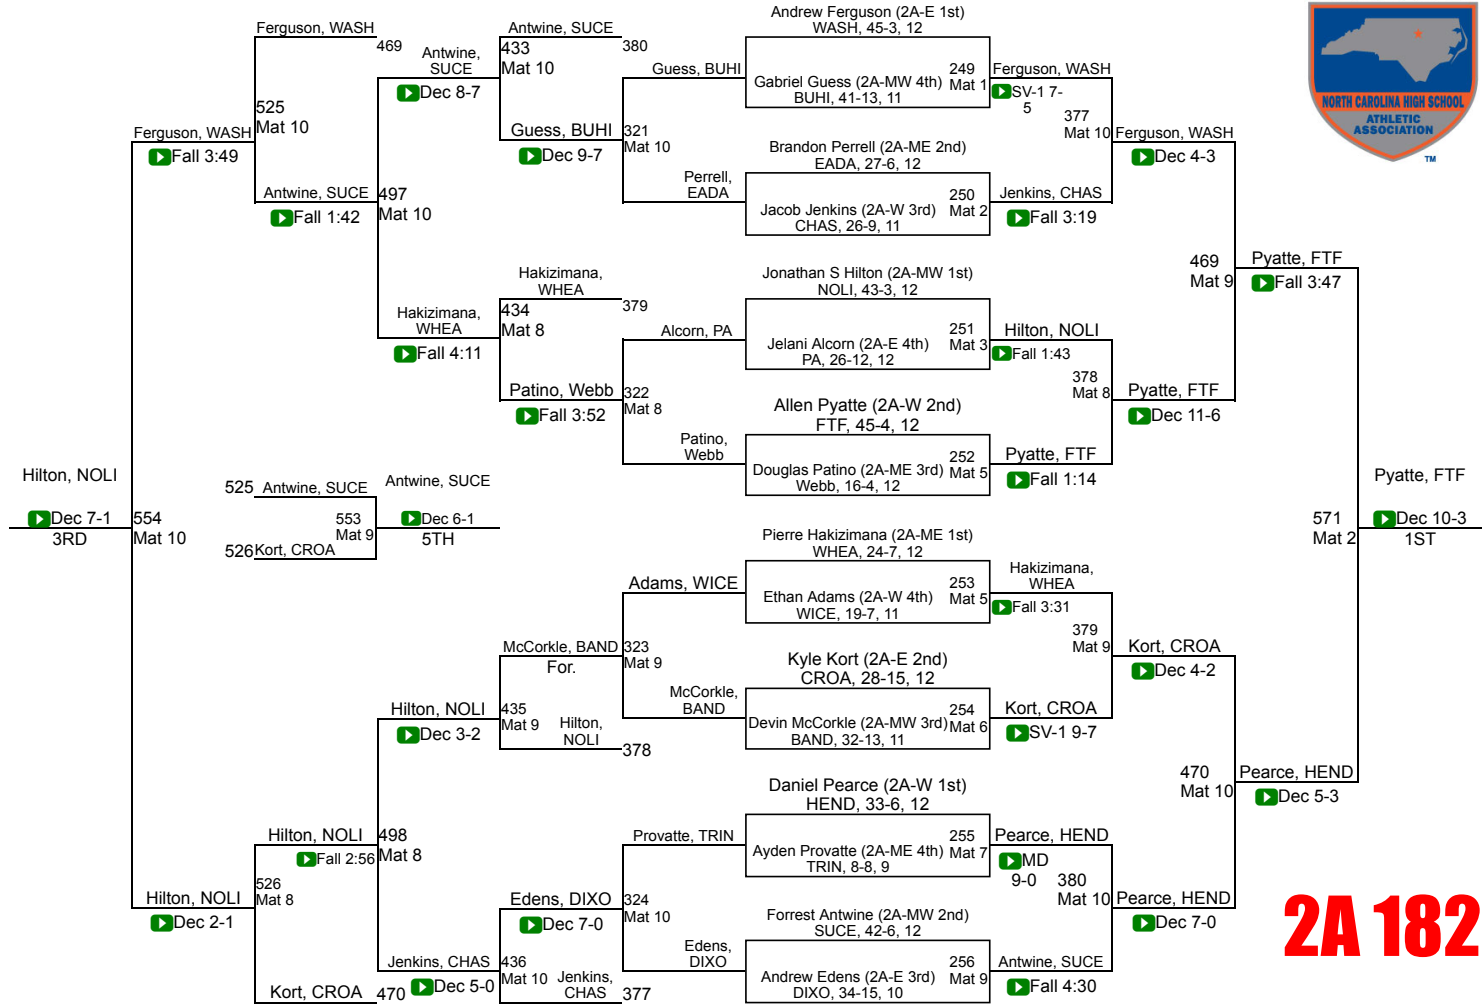 Ferguson, WASH
469
525
Mat 10
Ferguson, WASH
Fall 3:49
Antwine, SUCE
Fall 1:42
Antwine,
SUCE
Dec 8-7
497
Mat 10
Hakizimana,
WHEA
Fall 4:11
Antwine, SUCE
380
433
Mat 10
Guess, BUHI
Dec 9-7
Hakizimana,
WHEA
379
434
Mat 8
Patino, Webb
Fall 3:52
Guess, BUHI
321
Mat 10
Perrell,
EADA
Alcorn, PA
322
Mat 8
Patino,
Webb
Andrew Ferguson (2A-E 1st)
WASH, 45-3, 12
249
Mat 1
Gabriel Guess (2A-MW 4th)
BUHI, 41-13, 11
Brandon Perrell (2A-ME 2nd)
EADA, 27-6, 12
250
Mat 2
Jacob Jenkins (2A-W 3rd)
CHAS, 26-9, 11
Jonathan S Hilton (2A-MW 1st)
NOLI, 43-3, 12
251
Mat 3
Jelani Alcorn (2A-E 4th)
PA, 26-12, 12
Allen Pyatte (2A-W 2nd)
FTF, 45-4, 12
252
Mat 5
Douglas Patino (2A-ME 3rd)
Webb, 16-4, 12
Ferguson, WASH
SV-1 7-
5
377
Mat 10
Jenkins, CHAS
Fall 3:19
Ferguson, WASH
Dec 4-3
Hilton, NOLI
Fall 1:43
378
Mat 8
Pyatte, FTF
Fall 1:14
Pyatte, FTF
Dec 11-6
469
Mat 9
Pyatte, FTF
Fall 3:47
NORTH CAROLINA HIGH SCHOOL
ATHLETIC
ASSOCIATION
TM
Hilton, NOLI
Dec 7-1
3RD
554
Mat 10
525
Antwine, SUCE
553
Mat 9
526
Kort, CROA
Antwine, SUCE
Dec 6-1
5TH
571
Mat 2
Pyatte, FTF
Dec 10-3
1ST
Pierre Hakizimana (2A-ME 1st)
WHEA, 24-7, 12
253
Mat 5
Ethan Adams (2A-W 4th)
WICE, 19-7, 11
Kyle Kort (2A-E 2nd)
CROA, 28-15, 12
254
Mat 6
Devin McCorkle (2A-MW 3rd)
BAND, 32-13, 11
Daniel Pearce (2A-W 1st)
HEND, 33-6, 12
255
Mat 7
Ayden Provatte (2A-ME 4th)
TRIN, 8-8, 9
Forrest Antwine (2A-MW 2nd)
SUCE, 42-6, 12
256
Mat 9
Andrew Edens (2A-E 3rd)
DIXO, 34-15, 10
Adams, WICE
323
Mat 9
McCorkle,
BAND
McCorkle, BAND
For.
435
Mat 9
Hilton,
NOLI
378
Hilton, NOLI
Dec 3-2
Hilton, NOLI
Fall 2:56
498
Mat 8
Provatte, TRIN
324
Mat 10
Edens,
DIXO
Edens, DIXO
Dec 7-0
436
Mat 10
Jenkins,
CHAS
377
Jenkins, CHAS
Dec 5-0
Hilton, NOLI
Dec 2-1
526
Mat 8
Kort, CROA
470
Hakizimana,
WHEA
Fall 3:31
379
Mat 9
Kort, CROA
SV-1 9-7
Kort, CROA
Dec 4-2
Pearce, HEND
MD
9-0
380
Mat 10
Antwine, SUCE
Fall 4:30
Pearce, HEND
Dec 7-0
470
Mat 10
Pearce, HEND
Dec 5-3
2A 182